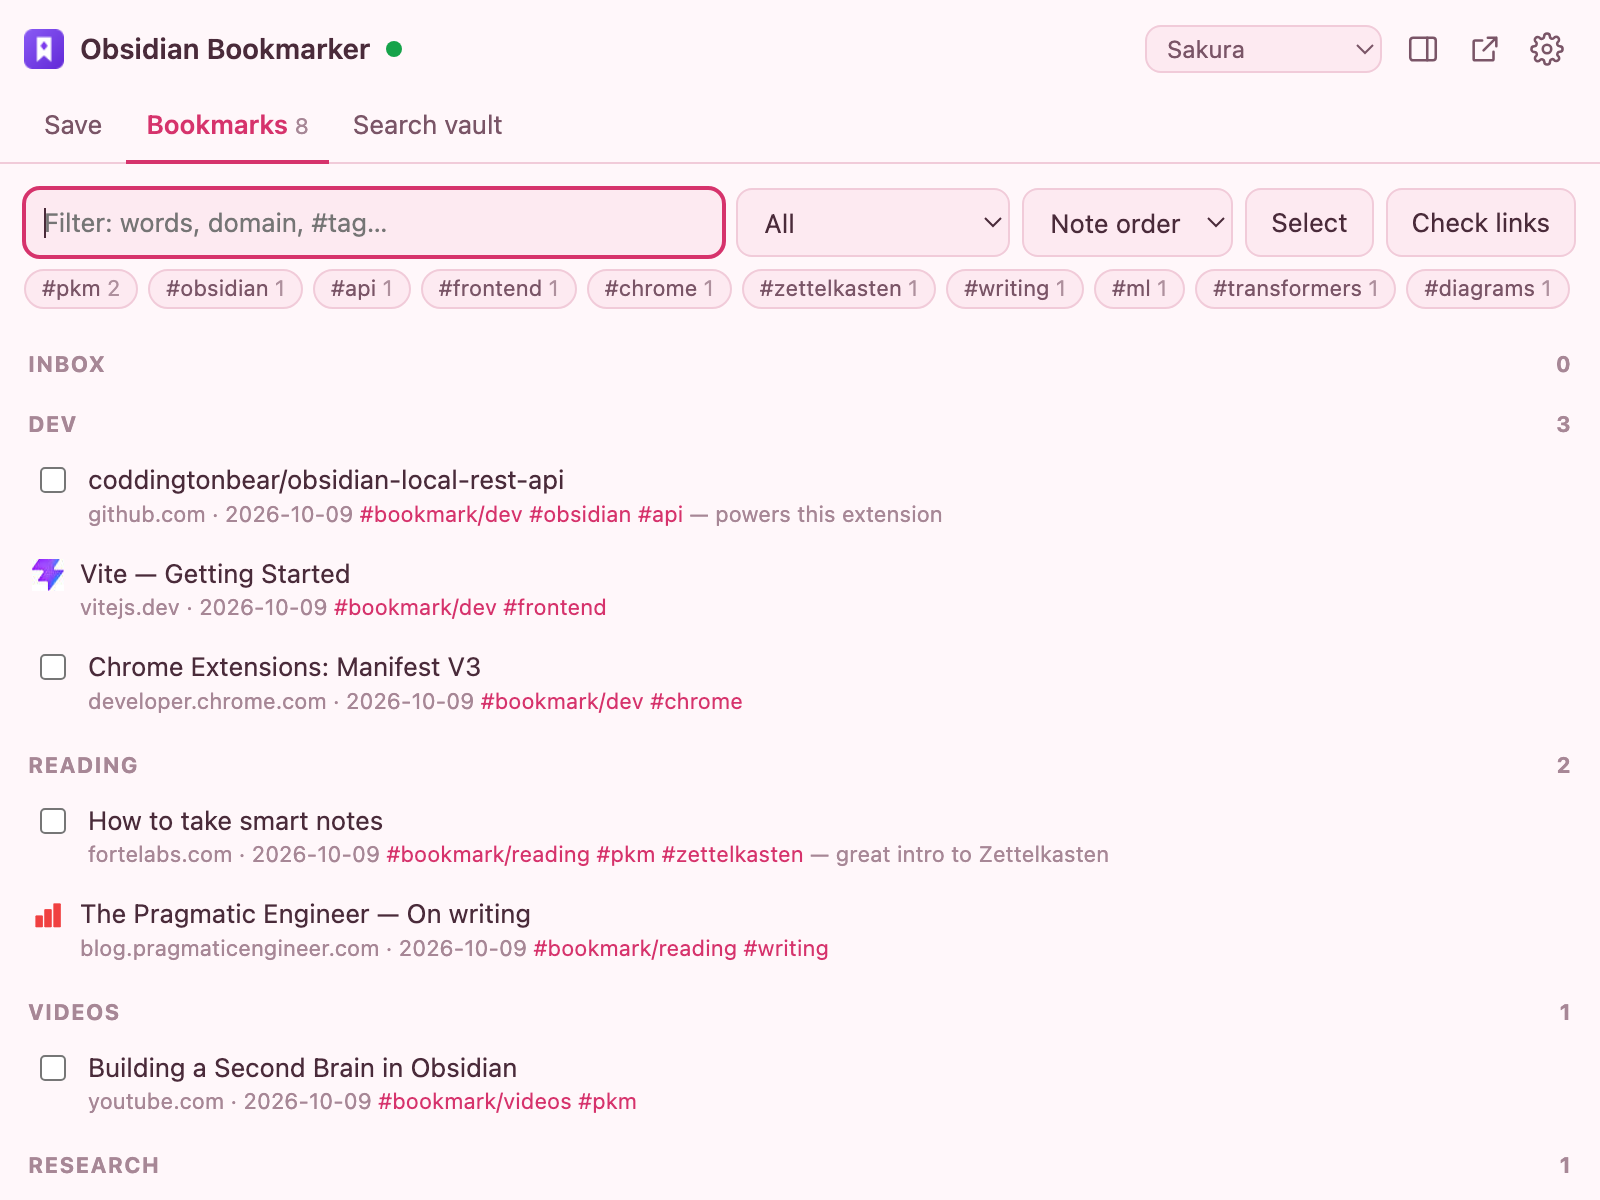 Obsidian Bookmarker
Sakura
Save
Bookmarks 8
Search vault
Filter: words, domain, #tag...
All
Note order
Select
Check links
#pkm 2
#obsidian 1
#api 1
#frontend 1
#chrome 1
#zettelkasten 1
#writing 1
#ml 1
#transformers 1
#diagrams 1
INBOX 0
DEV 3
coddingtonbear/obsidian-local-rest-api
github.com · 2026-10-09 #bookmark/dev #obsidian #api — powers this extension
Vite — Getting Started
vitejs.dev · 2026-10-09 #bookmark/dev #frontend
Chrome Extensions: Manifest V3
developer.chrome.com · 2026-10-09 #bookmark/dev #chrome
READING 2
How to take smart notes
fortelabs.com · 2026-10-09 #bookmark/reading #pkm #zettelkasten — great intro to Zettelkasten
The Pragmatic Engineer — On writing
blog.pragmaticengineer.com · 2026-10-09 #bookmark/reading #writing
VIDEOS 1
Building a Second Brain in Obsidian
youtube.com · 2026-10-09 #bookmark/videos #pkm
RESEARCH 1